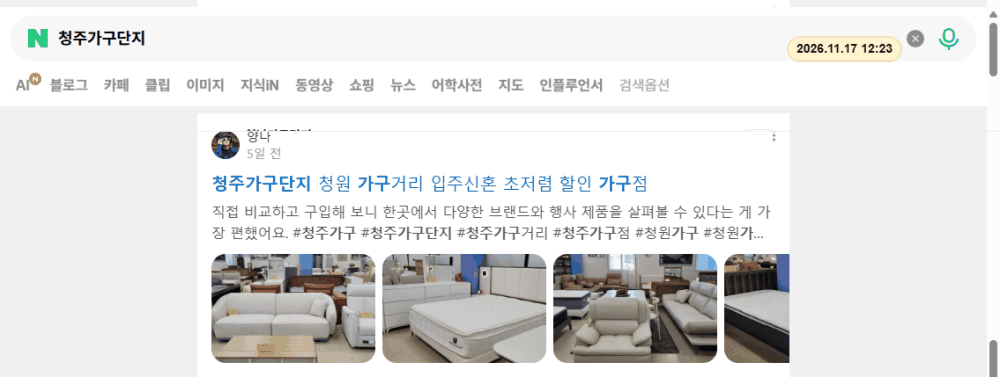 N 청주가구단지
2026.11.17 12:23
AI N 블로그 카페 클립 이미지 지식iN 동영상 쇼핑 뉴스 어학사전 지도 인플루언서 검색옵션
양나
5일 전
청주가구단지 청원 가구거리 입주신혼 초저렴 할인 가구점
직접 비교하고 구입해 보니 한곳에서 다양한 브랜드와 행사 제품을 살펴볼 수 있다는 게 가
장 편했어요. #청주가구 #청주가구단지 #청주가구거리 #청주가구점 #청원가구 #청원가...